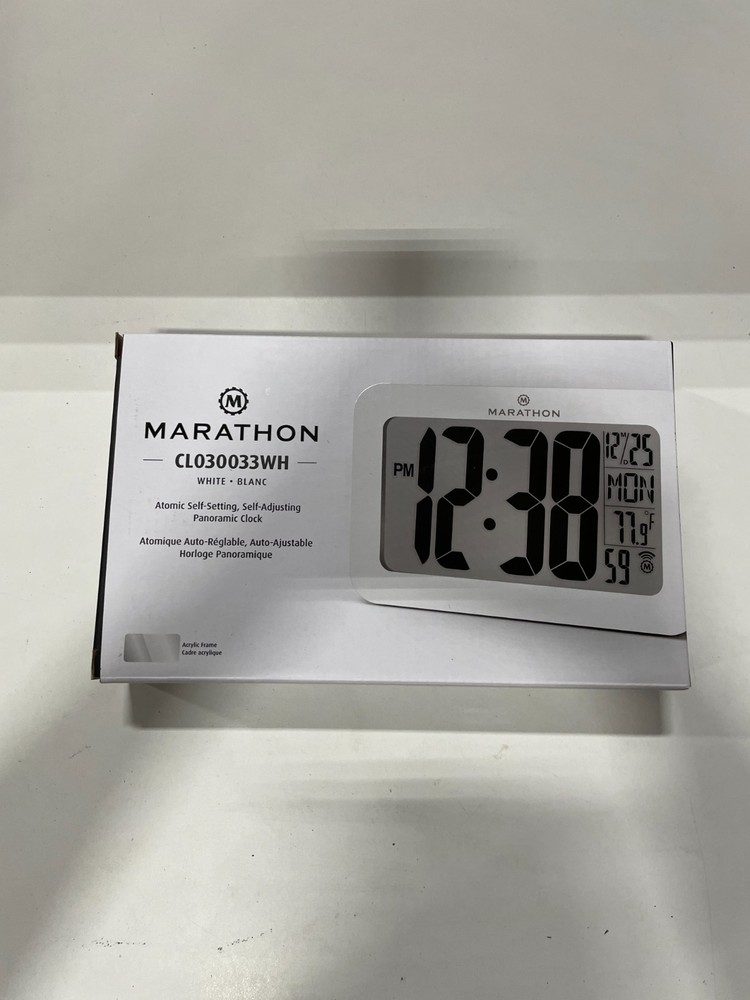 M
MARATHON
CL030033WH
WHITE • BLANC
Atomic Self-Setting, Self-Adjusting
Panoramic Clock
Atomique Auto-Réglable, Auto-Ajustable
Horloge Panoramique
Acrylic Frame
Cadre acrylique
M
MARATHON
PM 12:38
12/25
M D
MON
77.9°F
59
M